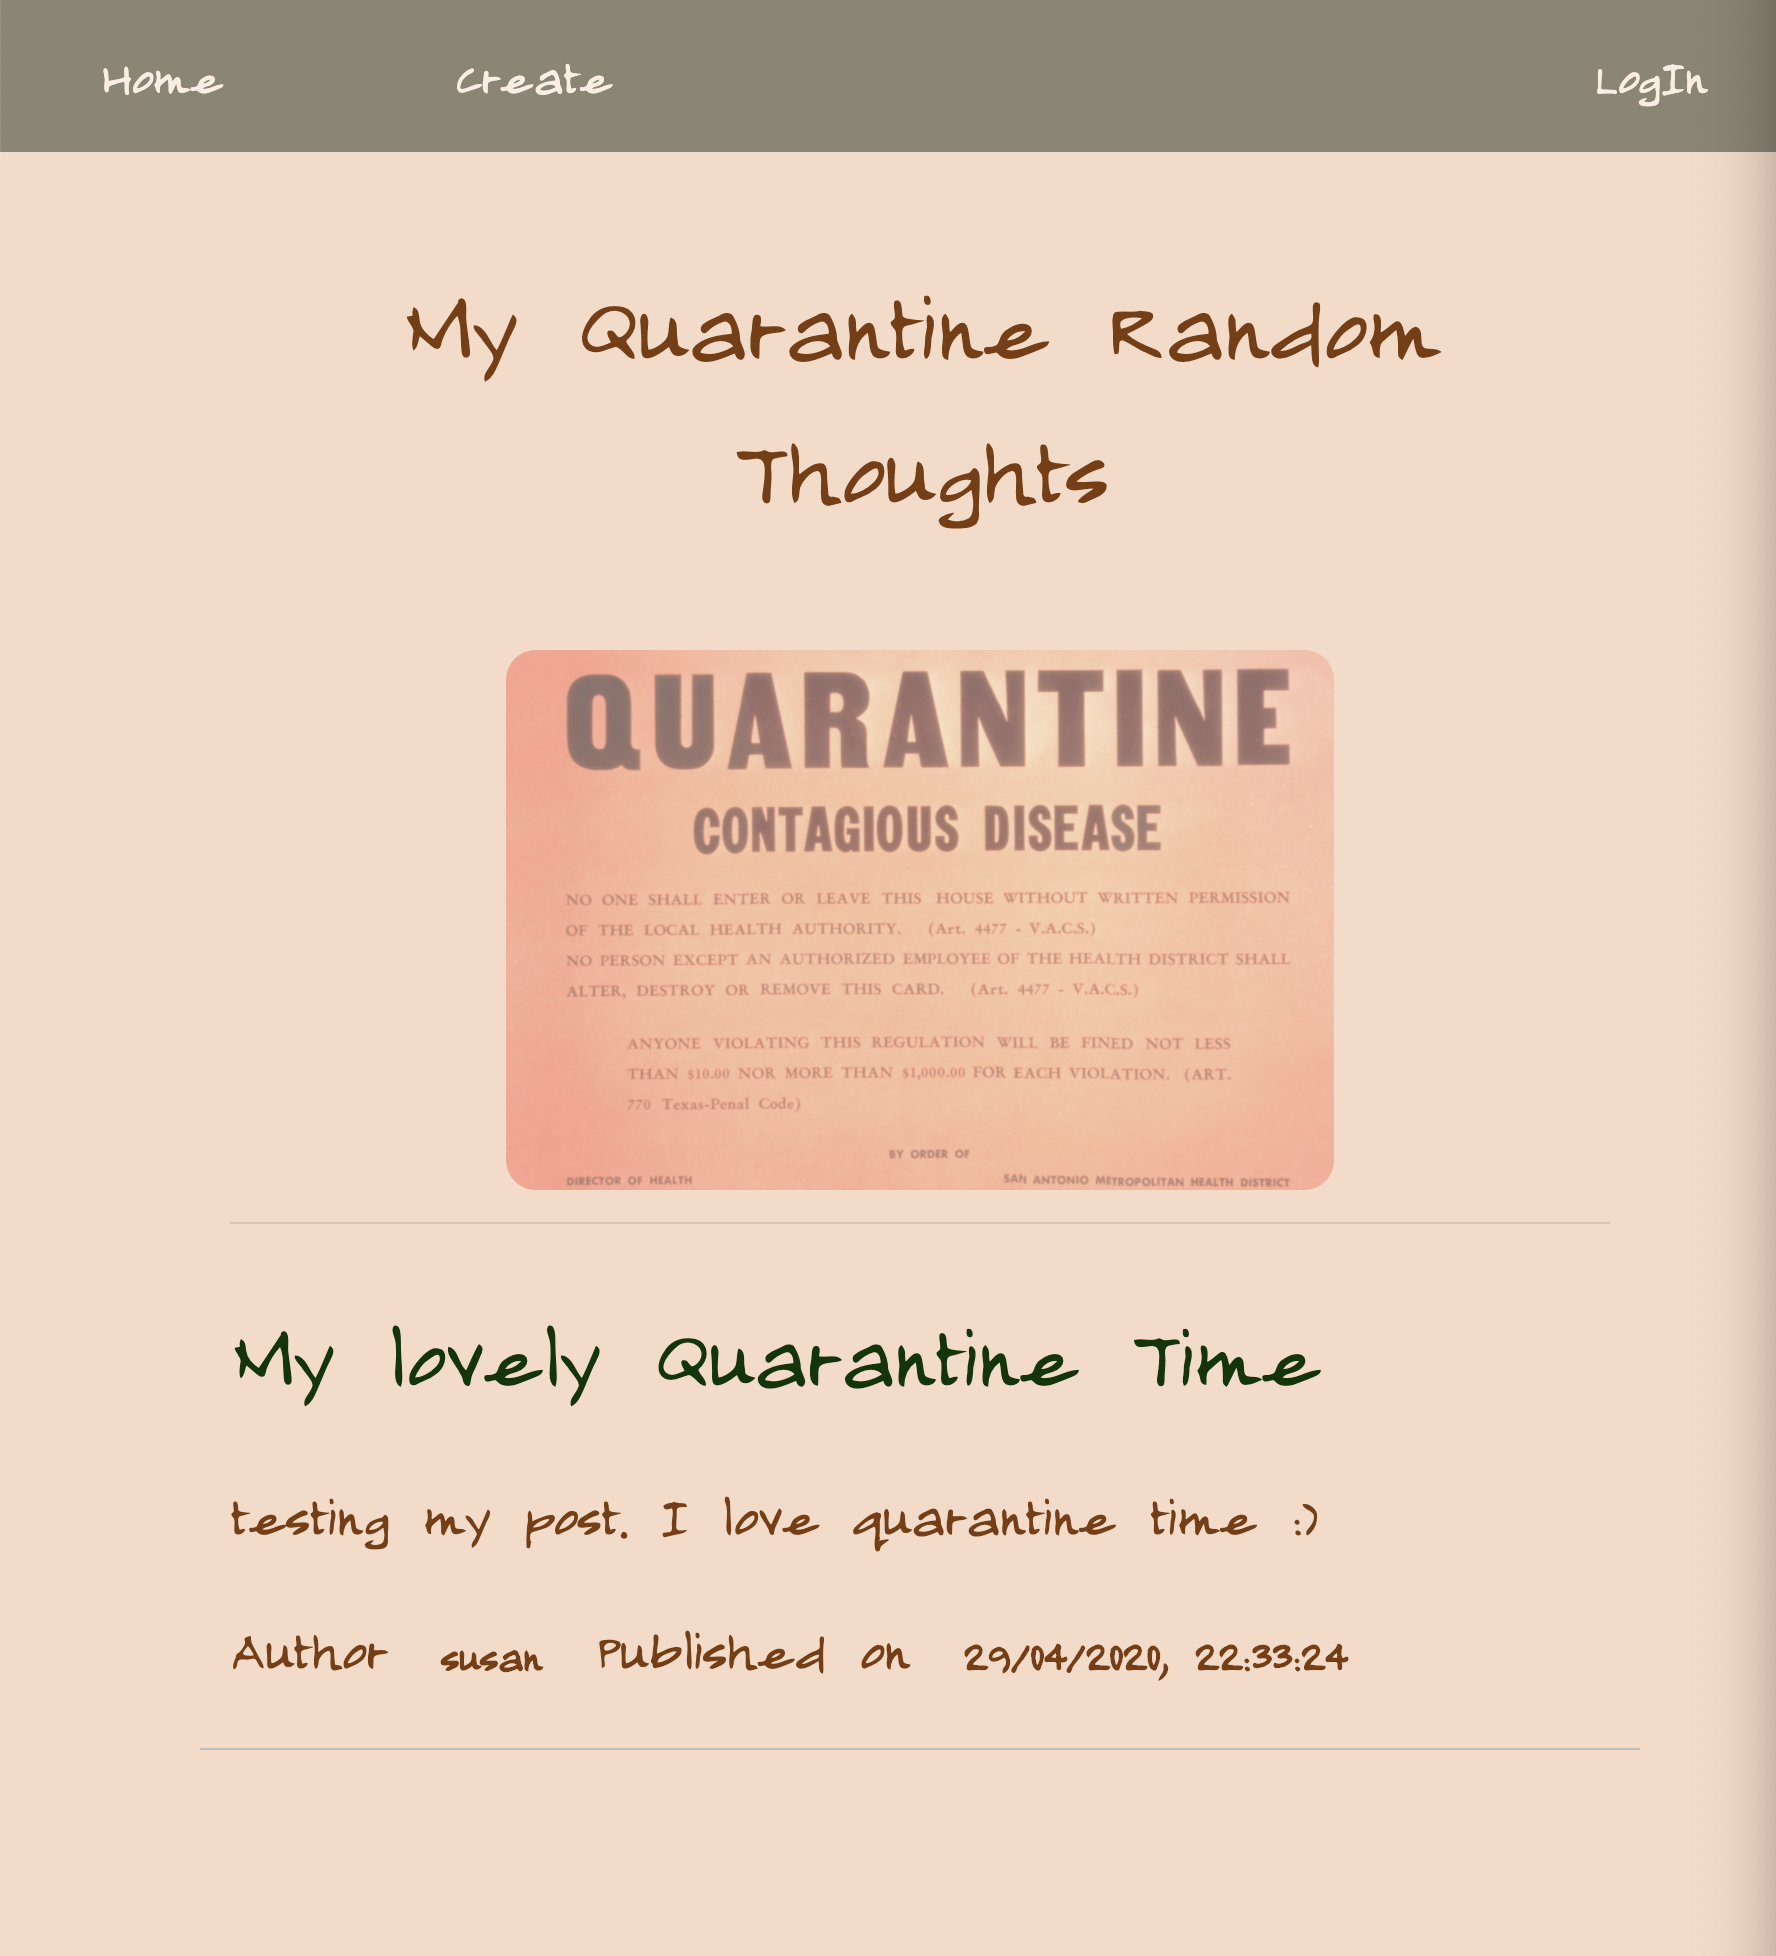 Home Create LogIn
My Quarantine Random
Thoughts
QUARANTINE
CONTAGIOUS DISEASE
NO ONE SHALL ENTER OR LEAVE THIS HOUSE WITHOUT WRITTEN PERMISSION
OF THE LOCAL HEALTH AUTHORITY. (Art. 4477 - V.A.C.S.)
NO PERSON EXCEPT AN AUTHORIZED EMPLOYEE OF THE HEALTH DISTRICT SHALL
ALTER, DESTROY OR REMOVE THIS CARD. (Art. 4477 - V.A.C.S.)
ANYONE VIOLATING THIS REGULATION WILL BE FINED NOT LESS
THAN $10.00 NOR MORE THAN $1,000.00 FOR EACH VIOLATION. (ART.
770 Texas-Penal Code)
BY ORDER OF
DIRECTOR OF HEALTH SAN ANTONIO METROPOLITAN HEALTH DISTRICT
My lovely Quarantine Time
testing my post. I love quarantine time :)
Author susan Published on 29/04/2020, 22:33:24